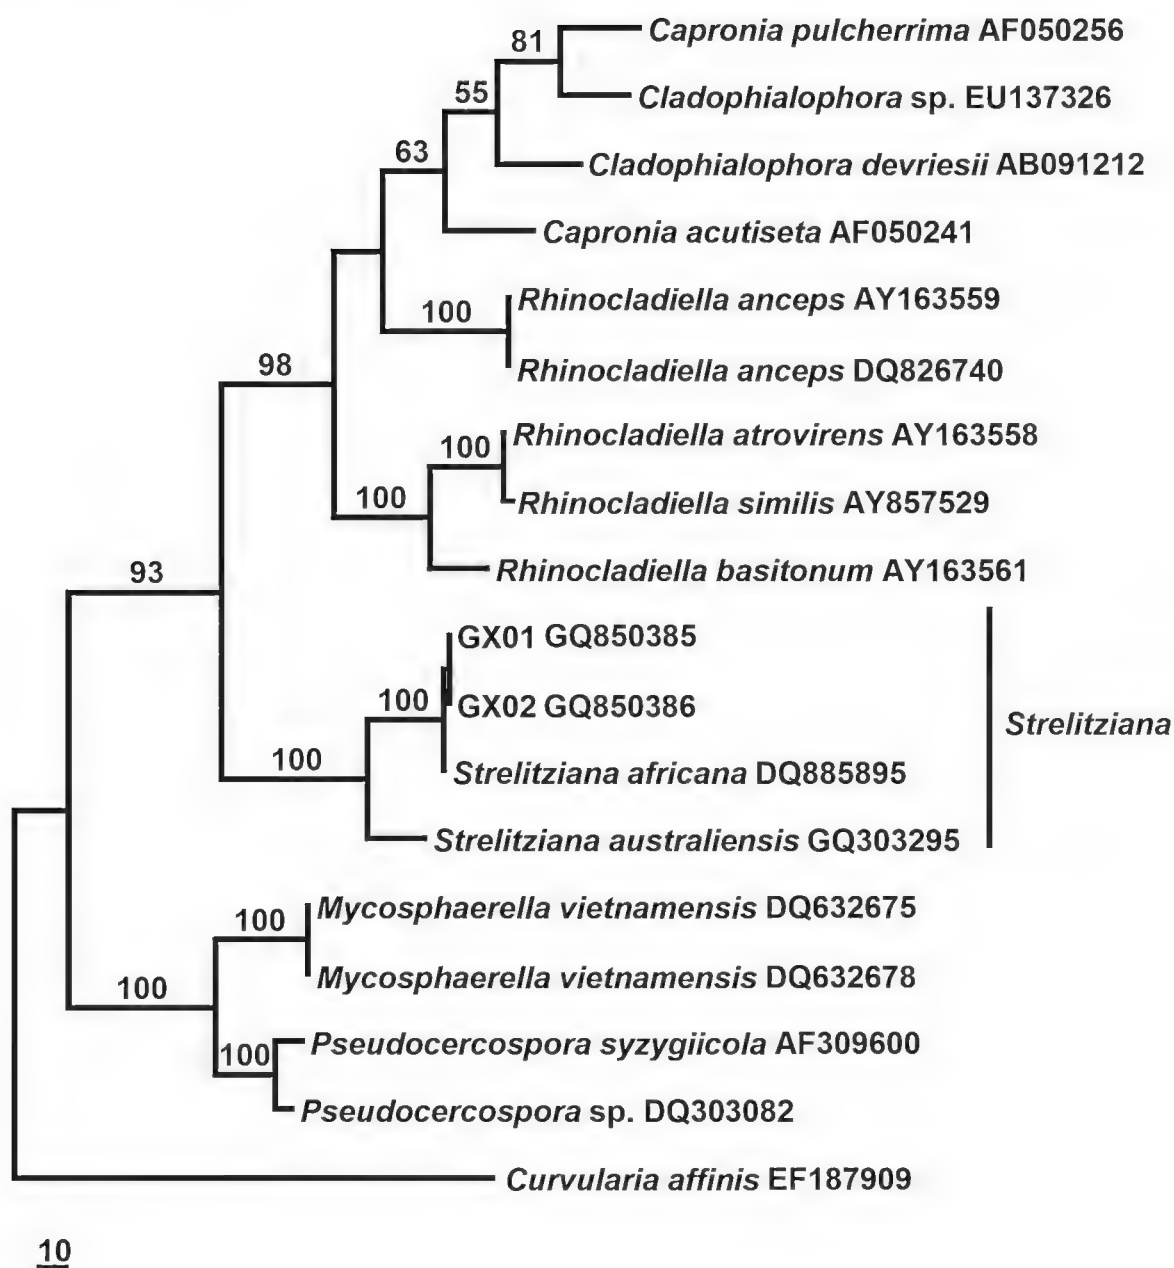 81
Capronia pulcherrima AF050256
55
Cladophialophora sp. EU137326
63
Cladophialophora devriesii AB091212
Capronia acutiseta AF050241
100
Rhinocladiella anceps AY163559
98
Rhinocladiella anceps DQ826740
100
Rhinocladiella atrovirens AY163558
100
Rhinocladiella similis AY857529
93
Rhinocladiella basitonum AY163561
GX01 GQ850385
100
GX02 GQ850386
Strelitziana
100
Strelitziana africana DQ885895
Strelitziana australiensis GQ303295
100
Mycosphaerella vietnamensis DQ632675
100
Mycosphaerella vietnamensis DQ632678
100
Pseudocercospora syzygiicola AF309600
Pseudocercospora sp. DQ303082
Curvularia affinis EF187909
10